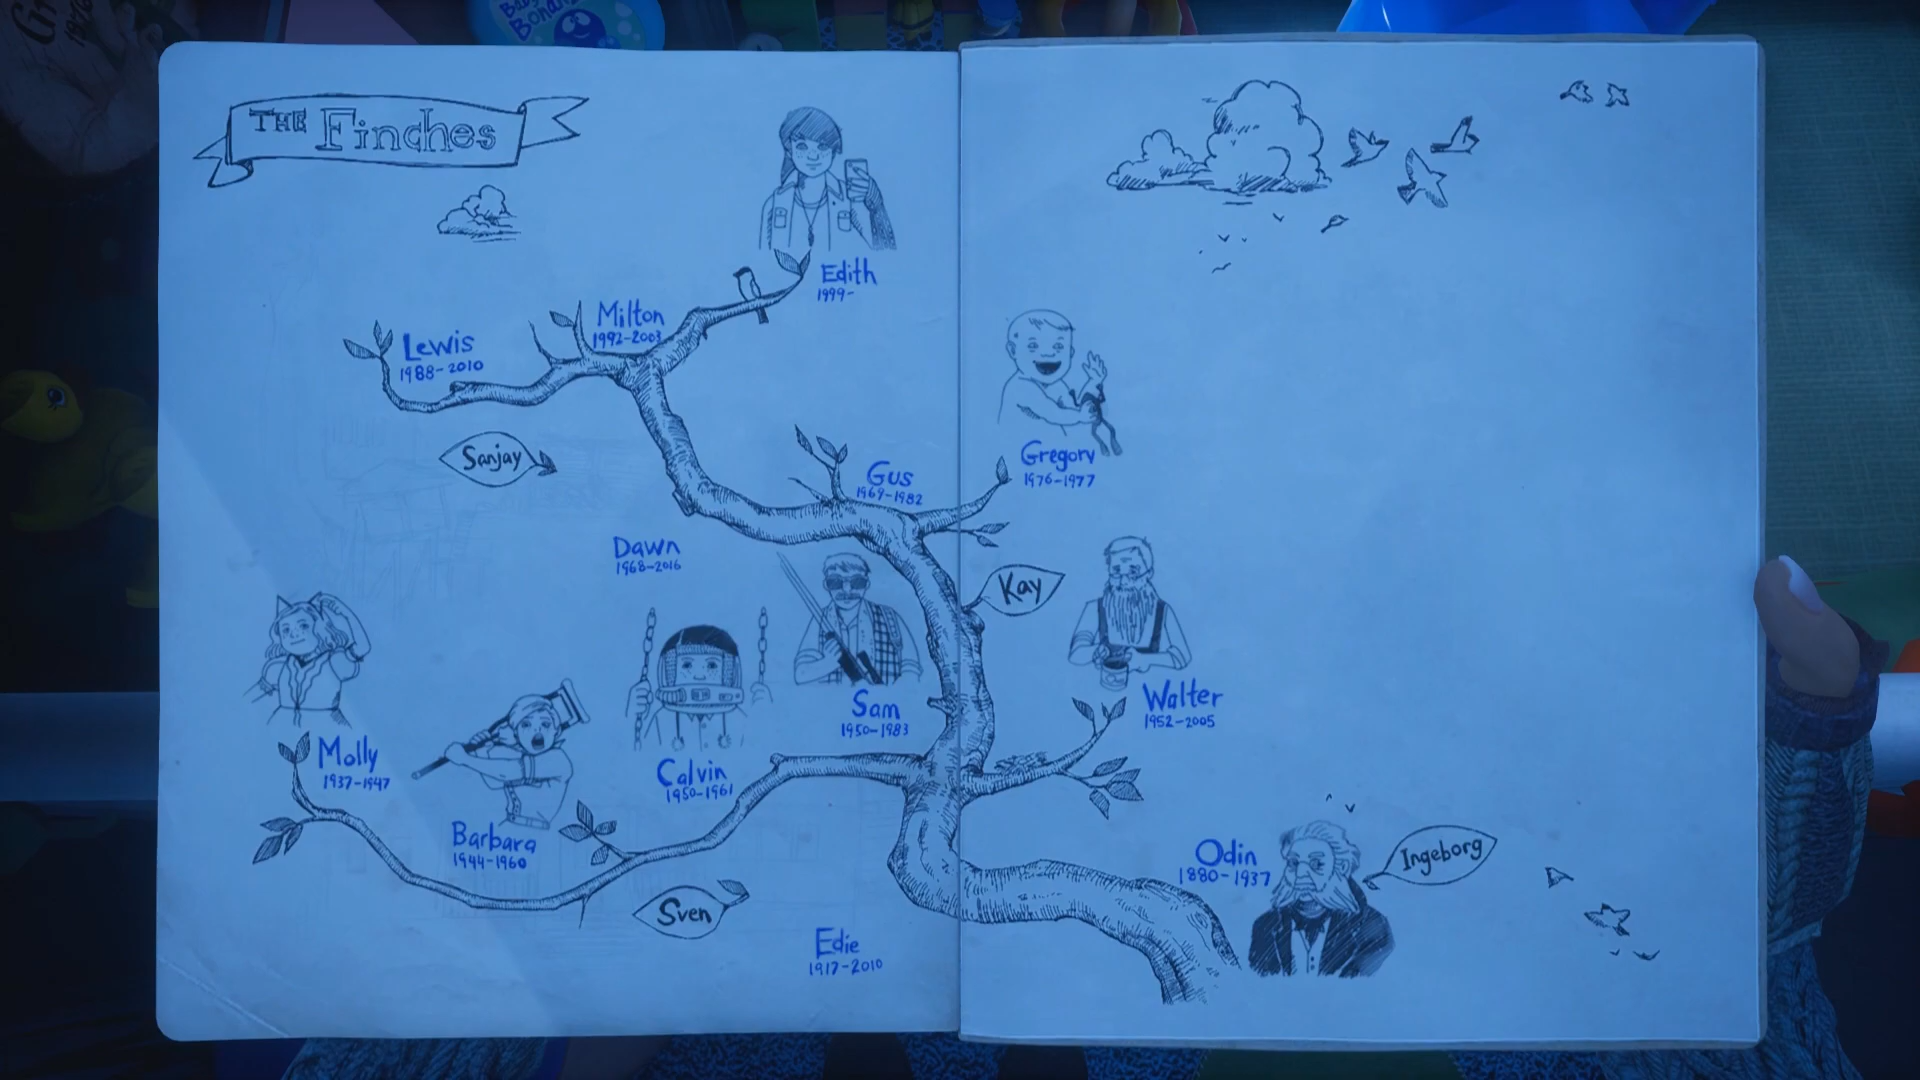 THE Finches
Edith
1999-
Milton
1992-2003
Lewis
1988-2010
Sanjay
Gus
1969-1982
Gregory
1976-1977
Dawn
1968-2016
Kay
Sam
1950-1983
Walter
1952-2005
Molly
1937-1947
Calvin
1950-1961
Barbara
1944-1960
Sven
Odin
1880-1937
Ingeborg
Edie
1917-2010